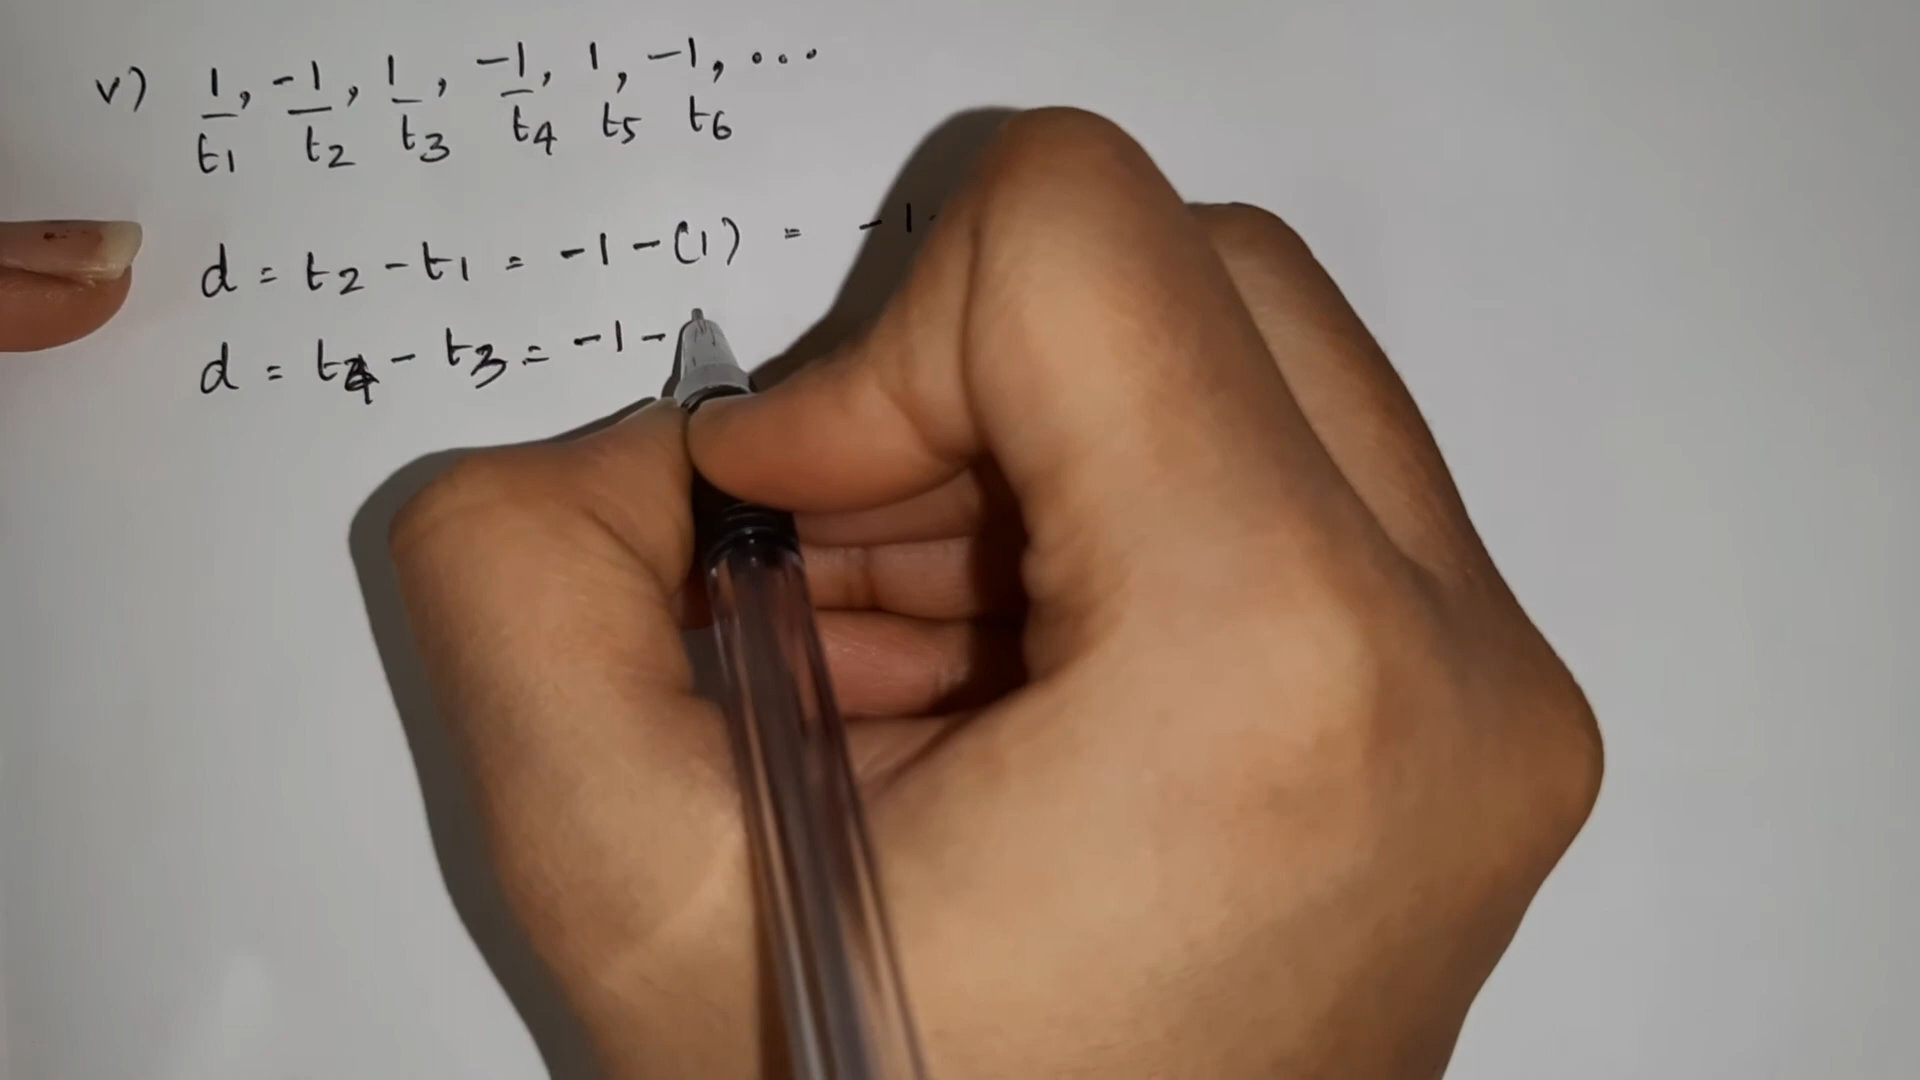 v) 1, -1, 1, -1, 1, -1, ...
t1 t2 t3 t4 t5 t6
d = t2 - t1 = -1 - (1) = -1
d = t4 - t3 = -1 -